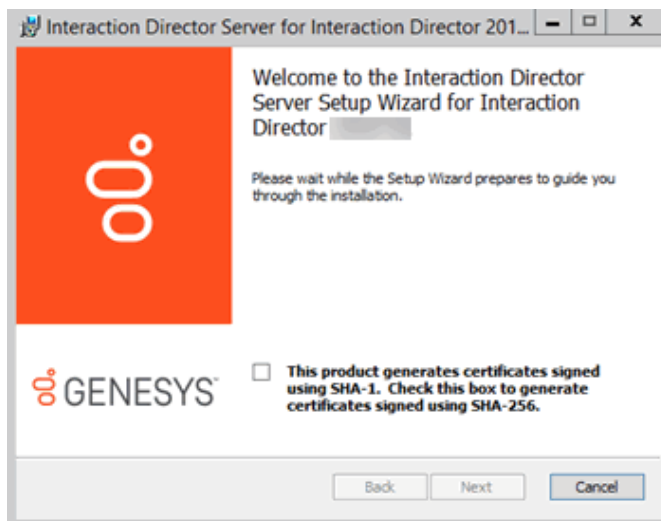 Interaction Director Server for Interaction Director 201...
Welcome to the Interaction Director
Server Setup Wizard for Interaction
Director
Please wait while the Setup Wizard prepares to guide you
through the installation.
This product generates certificates signed
using SHA-1. Check this box to generate
certificates signed using SHA-256.
GENESYS™
Back Next Cancel